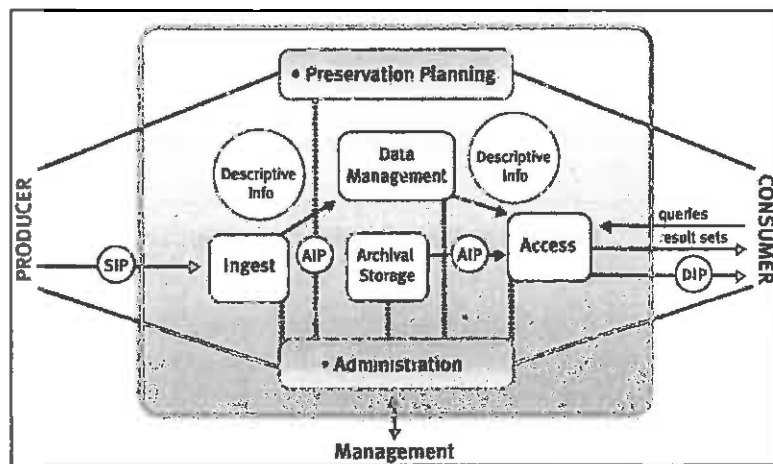 • Preservation Planning
PRODUCER
CONSUMER
Descriptive
Info
Data
Management
Descriptive
Info
queries
result sets
SIP
Ingest
AIP
Archival
Storage
AIP
Access
DIP
• Administration
Management